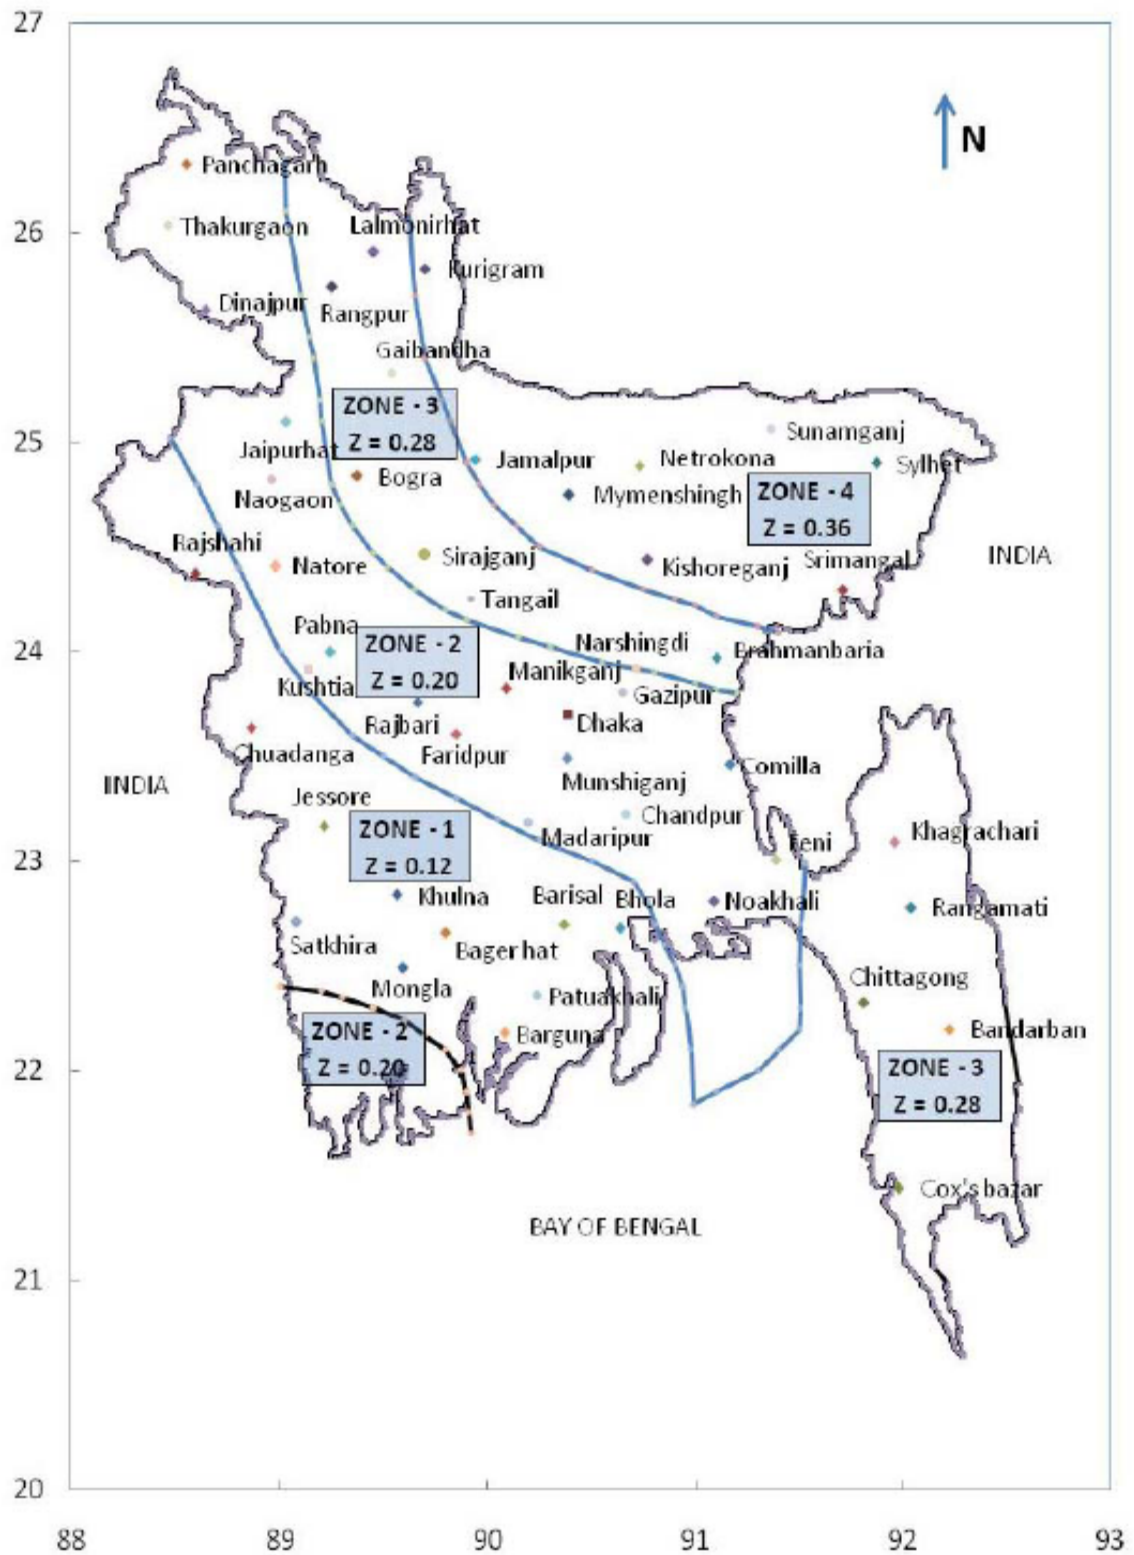 27
N
Panchagarh
26
Thakurgaon
Lalmonirhat
Kurigram
Dinajpur
Rangpur
Gaibandha
ZONE - 3
Z = 0.28
25
Sunamganj
Jaipurhat
Jamalpur
Netrokona
Sylhet
Bogra
Naogaon
Mymenshingh
ZONE - 4
Z = 0.36
Rajshahi
Natore
Sirajganj
Kishoreganj
Srimangal
INDIA
Tangail
24
Pabna
ZONE - 2
Z = 0.20
Narshingdi
Brahmanbaria
Manikganj
Kushtia
Gazipur
Rajbari
Dhaka
Chuadanga
Faridpur
IINDIA
Munshiganj
Comilla
Jessore
Chandpur
ZONE - 1
Z = 0.12
Madaripur
Feni
Khagrachari
23
Khulna
Barisal
Bhola
Noakhali
Rangamati
Satkhira
Bagerhat
Chittagong
Mongla
Patuakhali
ZONE - 2
Z = 0.20
Barguna
Bandarban
22
ZONE - 3
Z = 0.28
Cox's bazar
BAY OF BENGAL
21
20
88 89 90 91 92 93